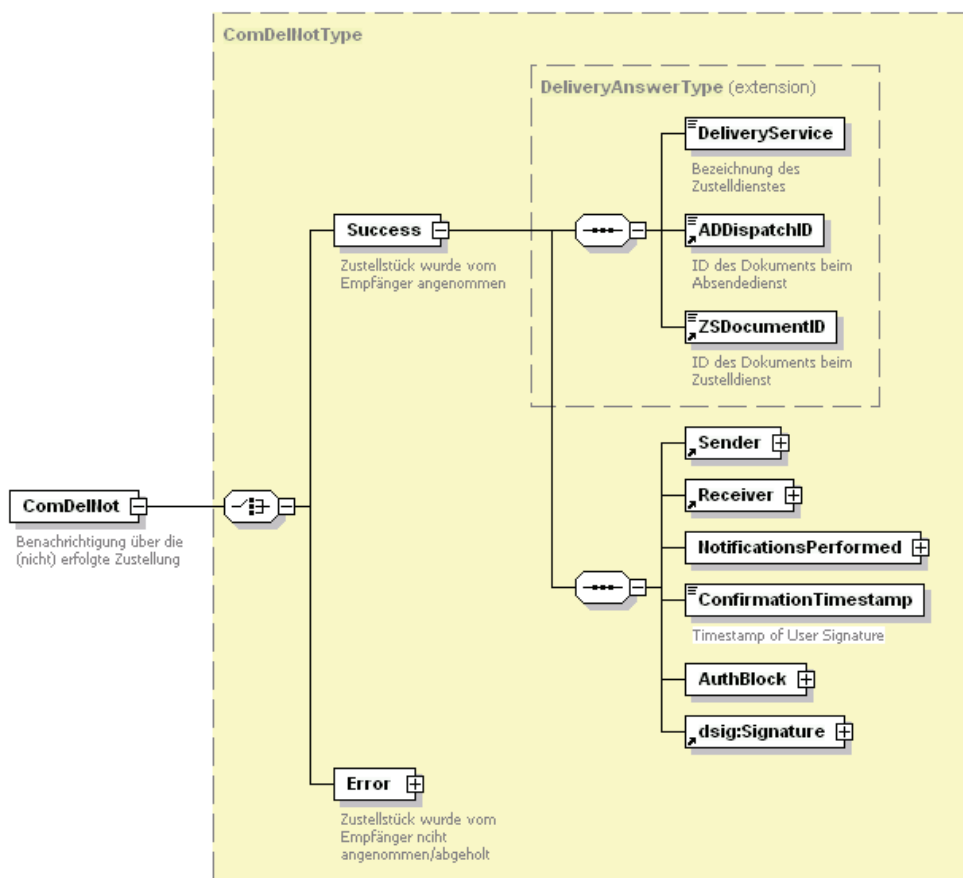 ComDelNotType
DeliveryAnswerType (extension)
DeliveryService
Bezeichnung des
Zustelldienstes
Success
Zustellstück wurde vom
Empfänger angenommen
ADDispatchID
ID des Dokuments beim
Absendedienst
ZSDocumentID
ID des Dokuments beim
Zustelldienst
Sender
Receiver
ComDelNot
Benachrichtigung über die
(nicht) erfolgte Zustellung
NotificationsPerformed
ConfirmationTimestamp
Timestamp of User Signature
AuthBlock
dsig:Signature
Error
Zustellstück wurde vom
Empfänger nciht
angenommen/abgeholt